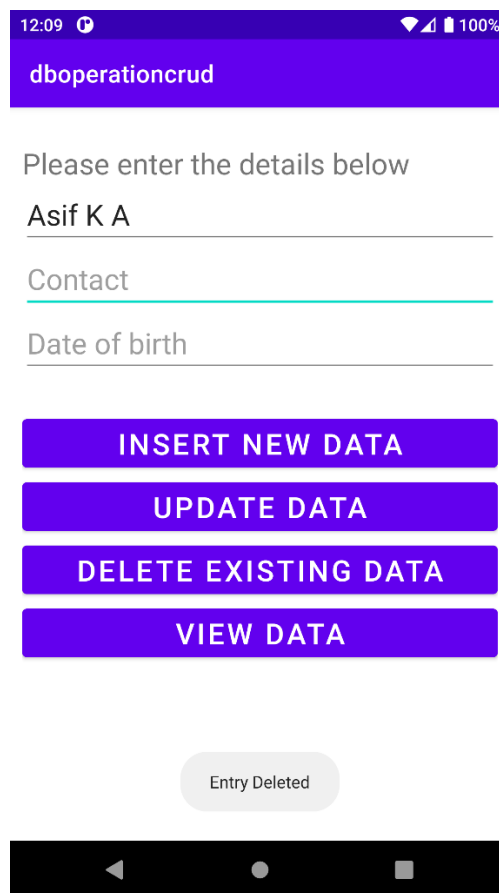 12:09 100%
dboperationcrud
Please enter the details below
Asif K A
Contact
Date of birth
INSERT NEW DATA
UPDATE DATA
DELETE EXISTING DATA
VIEW DATA
Entry Deleted